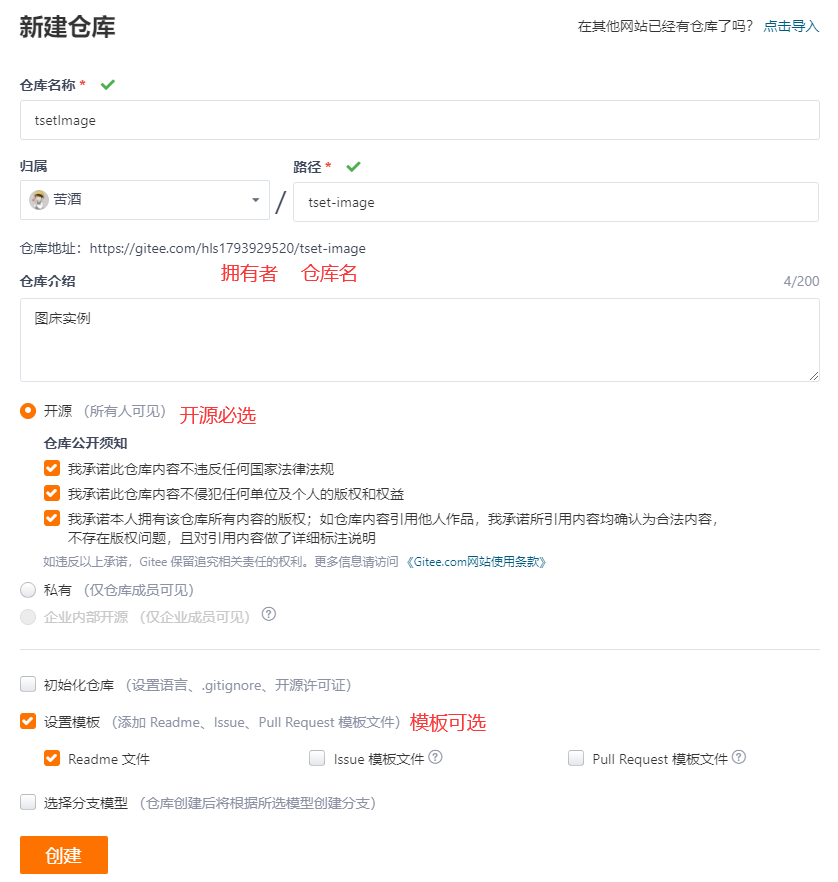 新建仓库
在其他网站已经有仓库了吗? 点击导入
仓库名称 *
tsetImage
归属
路径 *
苦酒
/
tset-image
仓库地址：https://gitee.com/hls1793929520/tset-image
拥有者 仓库名
仓库介绍
4/200
图床实例
开源 （所有人可见） 开源必选
仓库公开须知
我承诺此仓库内容不违反任何国家法律法规
我承诺此仓库内容不侵犯任何单位及个人的版权和权益
我承诺本人拥有该仓库所有内容的版权；如仓库内容引用他人作品，我承诺所引用内容均确认为合法内容，
不存在版权问题，且对引用内容做了详细标注说明
如违反以上承诺，Gitee 保留追究相关责任的权利。更多信息请访问 《Gitee.com网站使用条款》
私有 （仅仓库成员可见）
企业内部开源 （仅企业成员可见） ?
初始化仓库 （设置语言、.gitignore、开源许可证）
设置模板 （添加 Readme、Issue、Pull Request 模板文件） 模板可选
Readme 文件
Issue 模板文件 ?
Pull Request 模板文件 ?
选择分支模型 （仓库创建后将根据所选模型创建分支）
创建